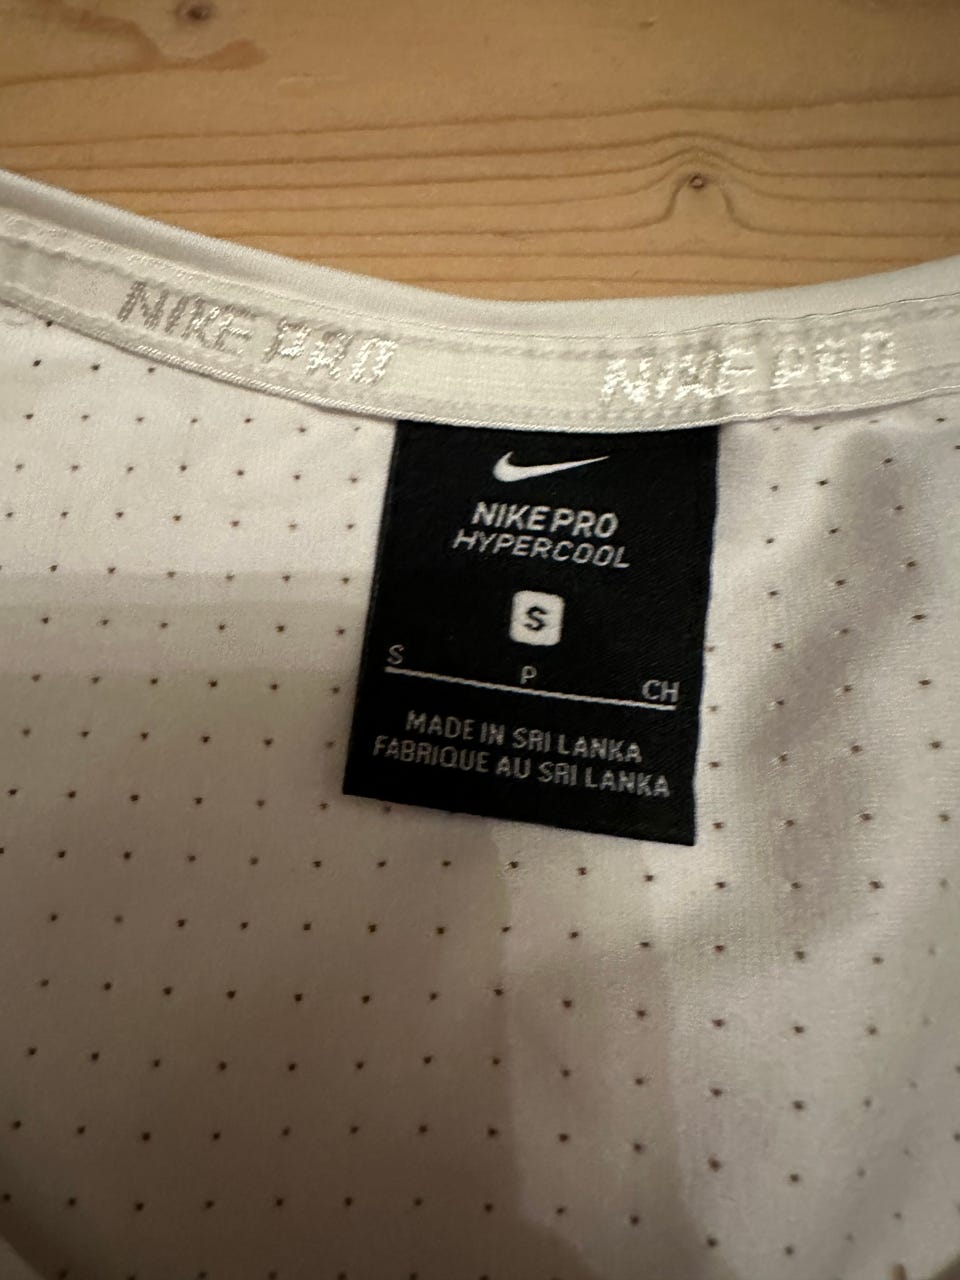 NIKE PRO NIKE PRO
NIKE PRO
HYPERCOOL
S
S P CH
MADE IN SRI LANKA
FABRIQUE AU SRI LANKA